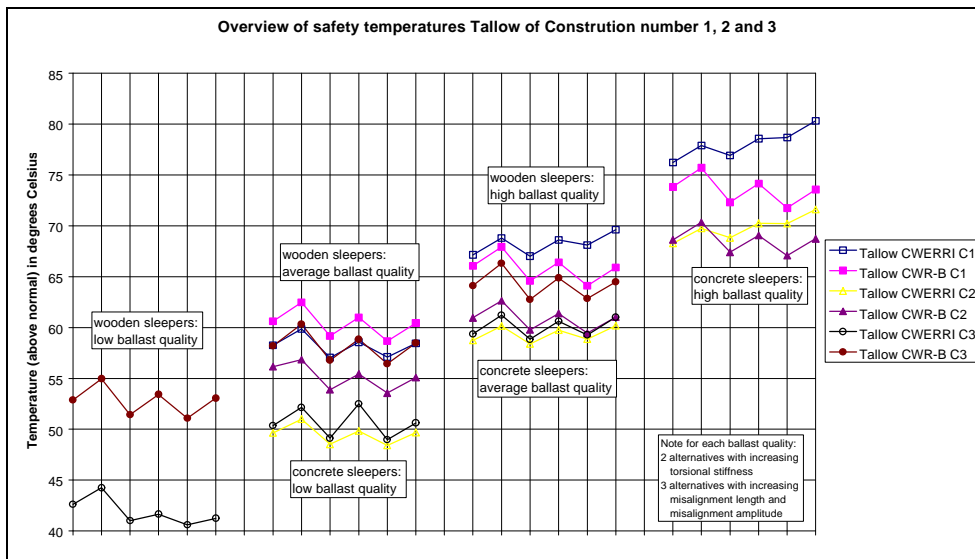 Overview of safety temperatures Tallow of Constrution number 1, 2 and 3
Temperature (above normal) in degrees Celsius
85
80
75
70
65
60
55
50
45
40
wooden sleepers:
low ballast quality
wooden sleepers:
average ballast quality
concrete sleepers:
low ballast quality
wooden sleepers:
high ballast quality
concrete sleepers:
average ballast quality
concrete sleepers:
high ballast quality
Note for each ballast quality:
2 alternatives with increasing
torsional stiffness
3 alternatives with increasing
misalignment length and
misalignment amplitude
Tallow CWERRI C1
Tallow CWR-B C1
Tallow CWERRI C2
Tallow CWR-B C2
Tallow CWERRI C3
Tallow CWR-B C3